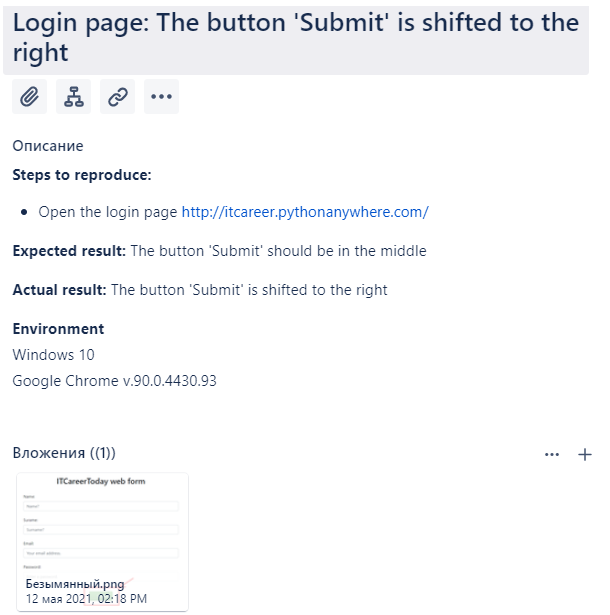 Login page: The button 'Submit' is shifted to the
right
Описание
Steps to reproduce:
Open the login page http://itcareer.pythonanywhere.com/
Expected result: The button 'Submit' should be in the middle
Actual result: The button 'Submit' is shifted to the right
Environment
Windows 10
Google Chrome v.90.0.4430.93
Вложения ((1))
ITCareerToday web form
Name
Name*
Surname
Surname*
Email
Your email address
Password
Безымянный.png
12 мая 2021, 02:18 PM